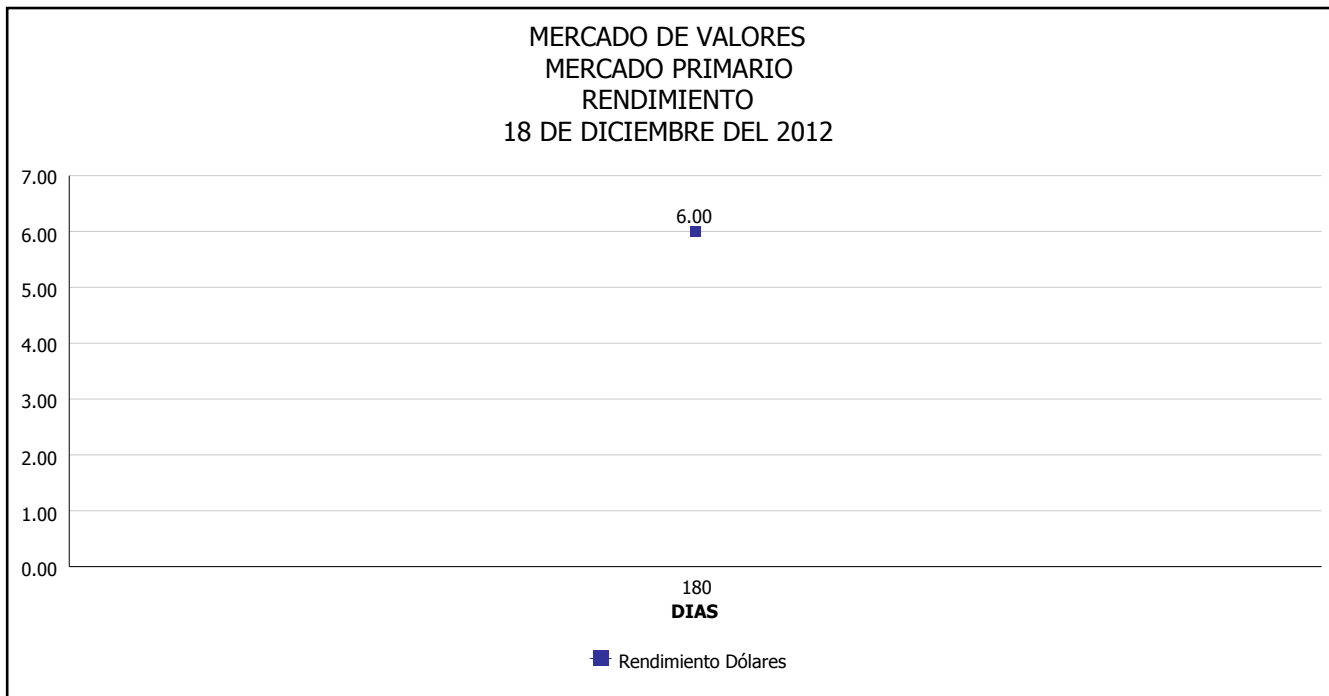 MERCADO DE VALORES
MERCADO PRIMARIO
RENDIMIENTO
18 DE DICIEMBRE DEL 2012
7.00
6.00
6.00
5.00
4.00
3.00
2.00
1.00
0.00
180
DIAS
Rendimiento Dólares